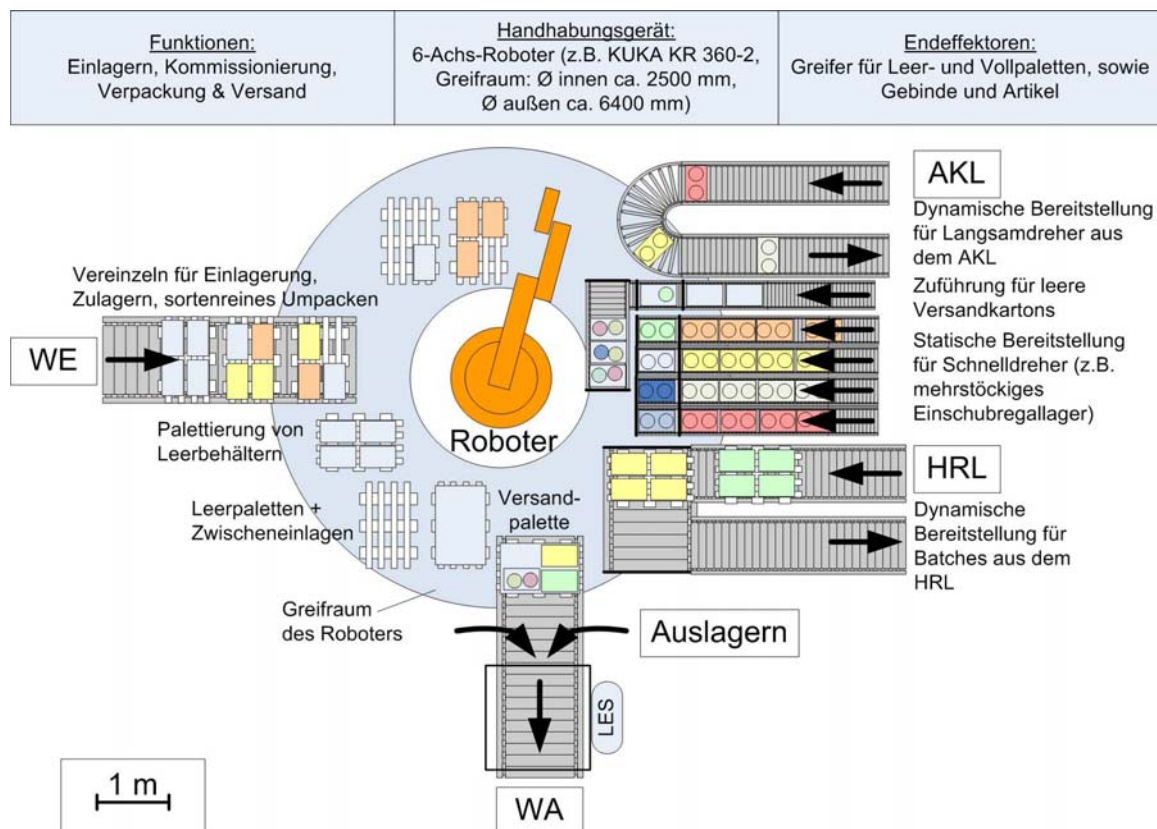 Funktionen:
Einlagern, Kommissionierung,
Verpackung & Versand
Handhabungsgerät:
6-Achs-Roboter (z.B. KUKA KR 360-2,
Greifraum: Ø innen ca. 2500 mm,
Ø außen ca. 6400 mm)
Endeffektoren:
Greifer für Leer- und Vollpaletten, sowie
Gebinde und Artikel
AKL
Dynamische Bereitstellung
für Langsamdreher aus
dem AKL
Zuführung für leere
Versandkartons
Statische Bereitstellung
für Schnelldreher (z.B.
mehrstöckiges
Einschubregallager)
Vereinzeln für Einlagerung,
Zulagern, sortenreines Umpacken
WE
Roboter
Palettierung von
Leerbehältern
HRL
Dynamische
Bereitstellung für
Batches aus dem
HRL
Leerpaletten +
Zwischeneinlagen
Versand-
palette
Greifraum
des Roboters
Auslagern
LES
1 m
WA